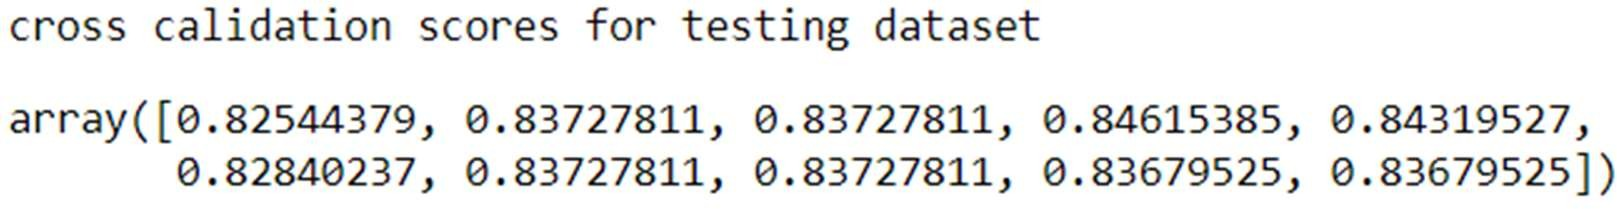 cross calidation scores for testing dataset
array([0.82544379, 0.83727811, 0.83727811, 0.84615385, 0.84319527,
0.82840237, 0.83727811, 0.83727811, 0.83679525, 0.83679525])